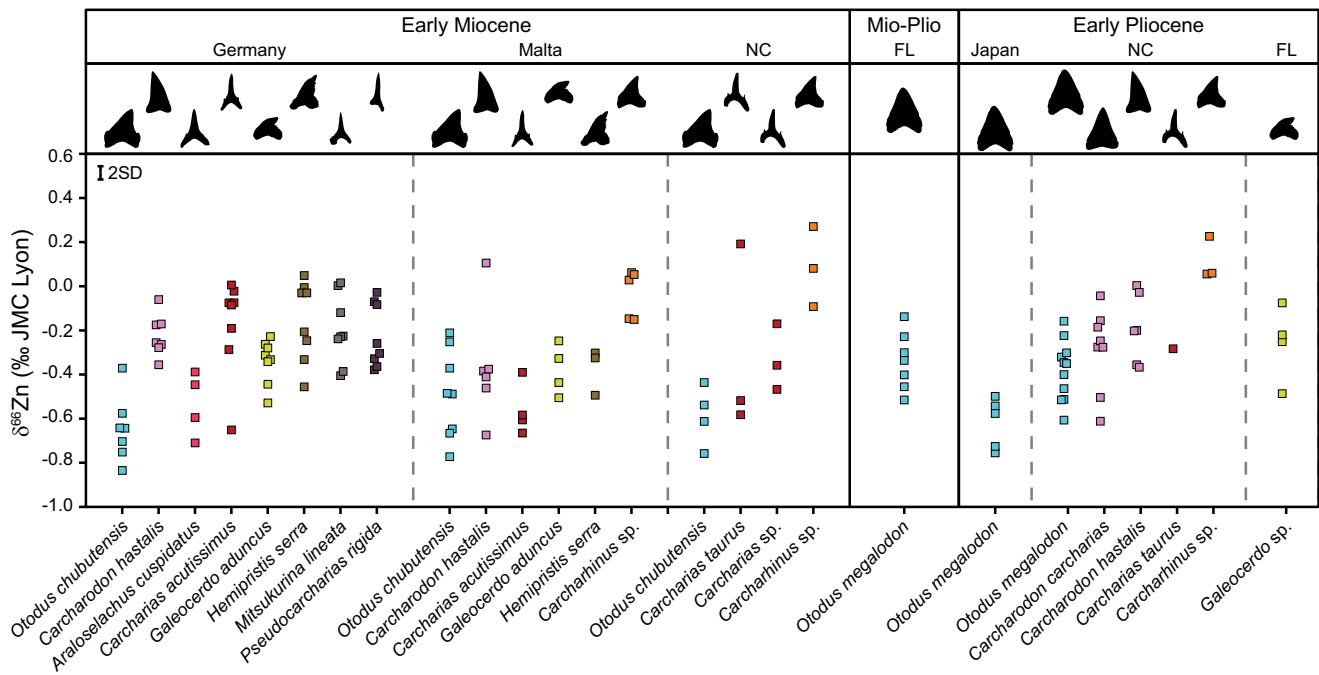 Early Miocene Mio-Plio Early Pliocene
Germany Malta NC FL Japan NC FL
0.6
2SD
0.4
0.2
0.0
-0.2
-0.4
-0.6
-0.8
-1.0
δ⁶⁶Zn (‰ JMC Lyon)
Otodus chubutensis
Carcharodon hastalis
Araloselachus cuspidatus
Carcharias acutissimus
Galeocerdo aduncus
Hemipristis serra
Mitsukurina lineata
Pseudocarcharias rigida
Otodus chubutensis
Carcharodon hastalis
Carcharias acutissimus
Galeocerdo aduncus
Hemipristis serra
Carcharhinus sp.
Otodus chubutensis
Carcharias taurus
Carcharias sp.
Carcharhinus sp.
Otodus megalodon
Otodus megalodon
Otodus megalodon
Carcharodon carcharias
Carcharodon hastalis
Carcharias taurus
Carcharhinus sp.
Galeocerdo sp.